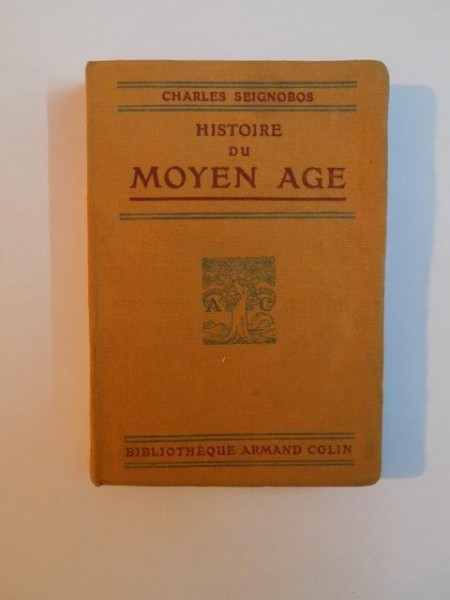 CHARLES SEIGNOBOS
HISTOIRE
DU
MOYEN AGE
A C
BIBLIOTHÈQUE ARMAND COLIN